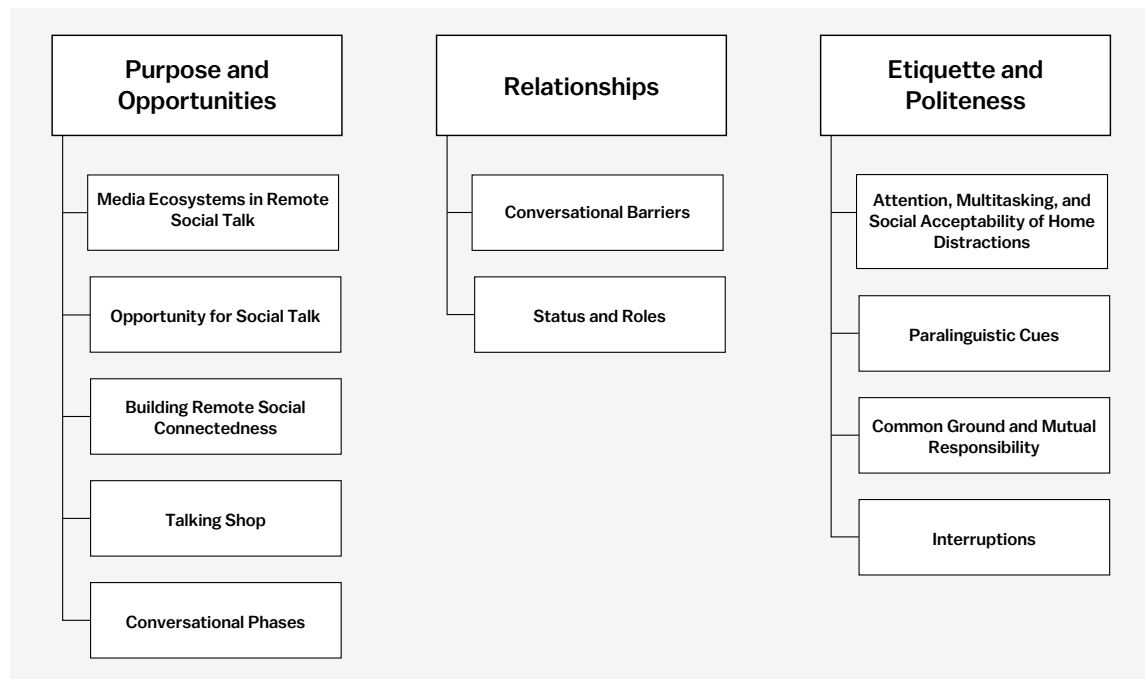 Purpose and
Opportunities
Media Ecosystems in Remote
Social Talk
Opportunity for Social Talk
Building Remote Social
Connectedness
Talking Shop
Conversational Phases
Relationships
Conversational Barriers
Status and Roles
Etiquette and
Politeness
Attention, Multitasking, and
Social Acceptability of Home
Distractions
Paralinguistic Cues
Common Ground and Mutual
Responsibility
Interruptions